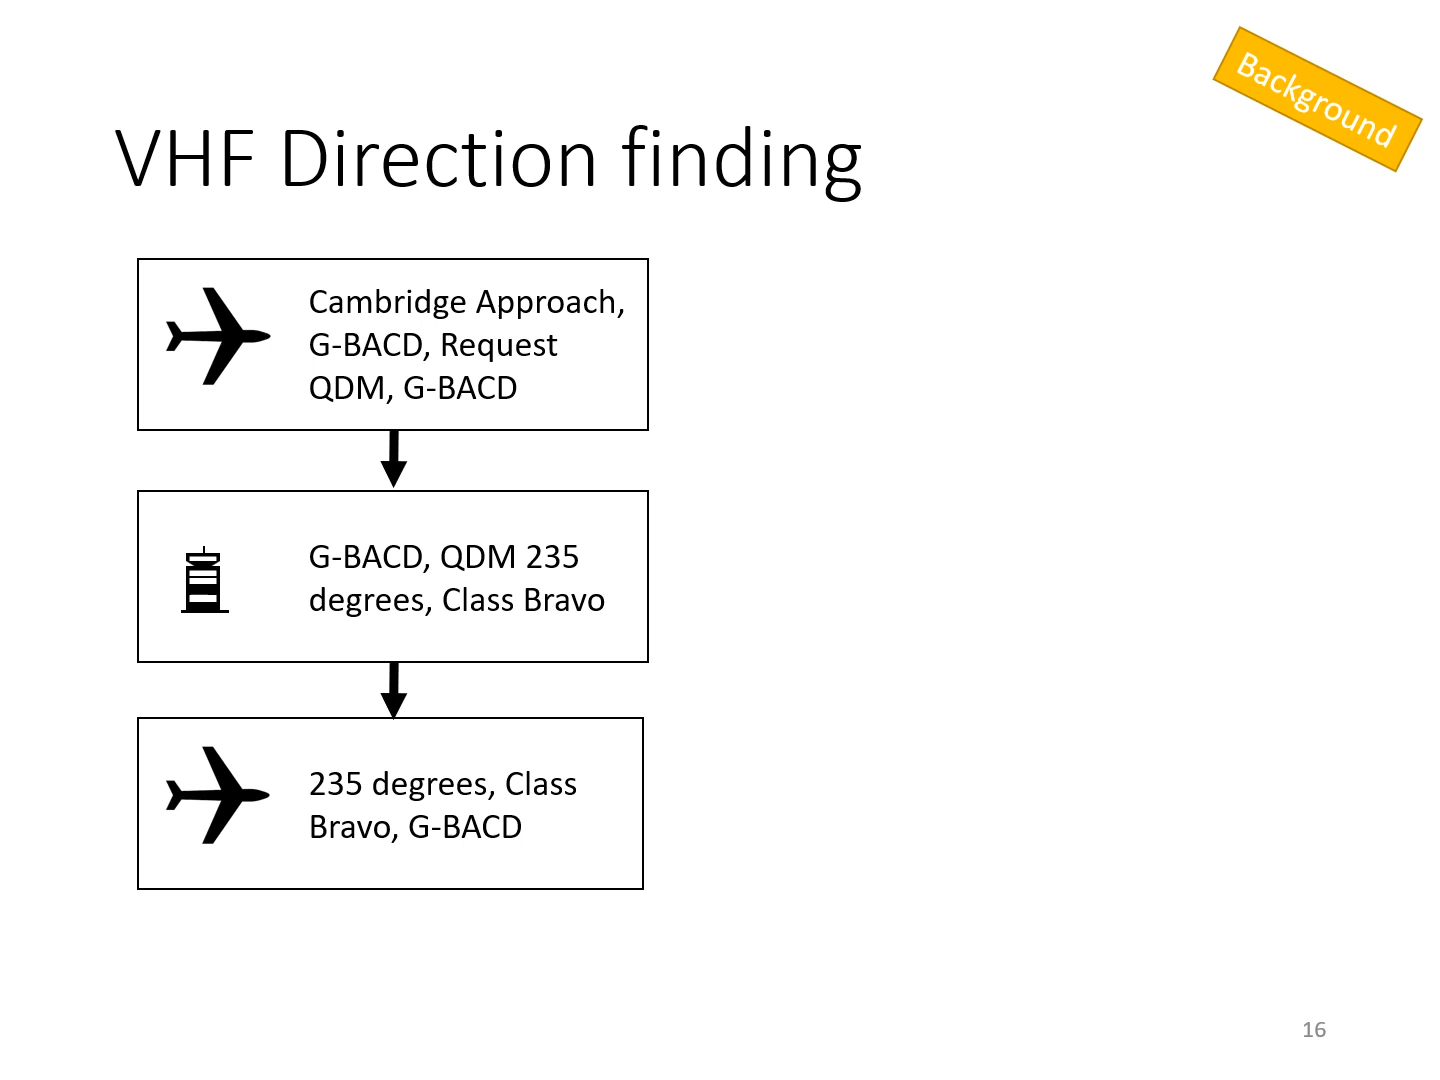 Background
VHF Direction finding
Cambridge Approach,
G-BACD, Request
QDM, G-BACD
G-BACD, QDM 235
degrees, Class Bravo
235 degrees, Class
Bravo, G-BACD
16